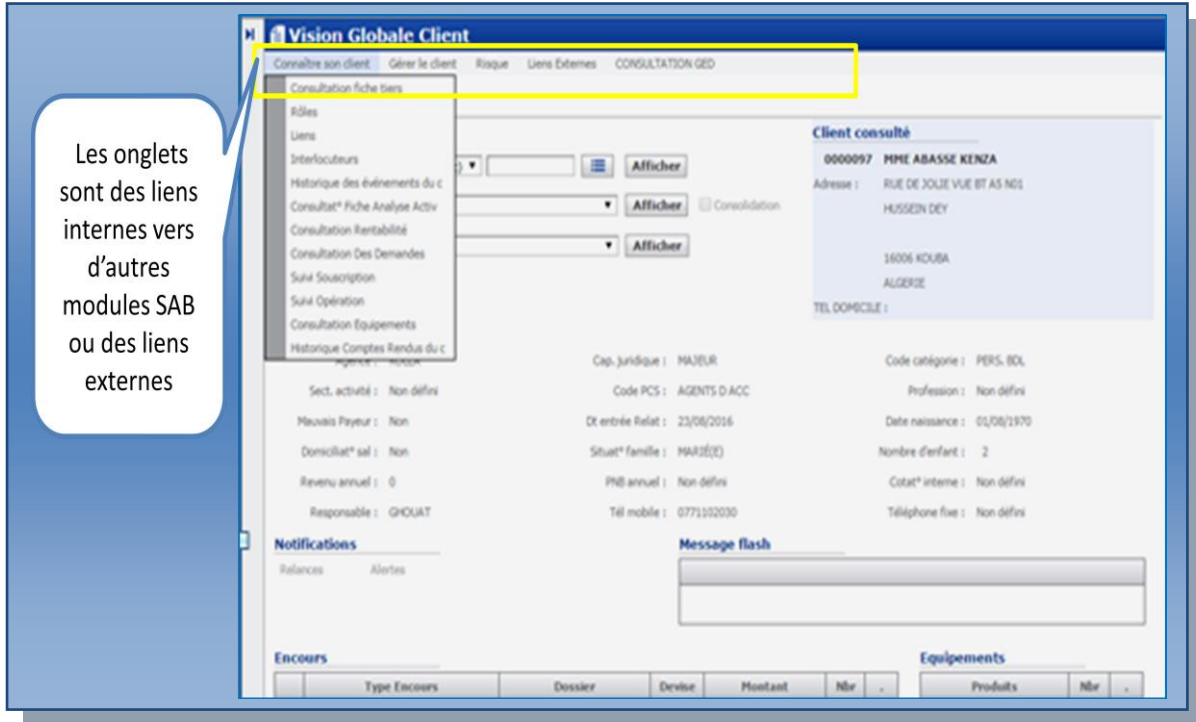 Vision Globale Client
Connaître son client Gérer le client Risque Liens Externes CONSULTATION GED
Consultation fiche tiers
Rôles
Liens
Interlocuteurs
Historique des événements du c
Consultat° Fiche Analyse Activ
Consultation Rentabilité
Consultation Des Demandes
Suivi Souscription
Suivi Opération
Consultation Equipements
Historique Comptes Rendus du c
Les onglets
sont des liens
internes vers
d’autres
modules SAB
ou des liens
externes
Afficher
Afficher Consolidation
Afficher
Client consulté
0000097 MME ABASSE KENZA
Adresse : RUE DE JOLIE VUE BT A5 N01
HUSSEIN DEY
16006 KOUBA
ALGERIE
TEL DOMICILE :
Agence : Cap. juridique : MAJEUR Code catégorie : PERS. BDL
Sect. activité : Non défini Code PCS : AGENTS D ACC Profession : Non défini
Mauvais Payeur : Non Dt entrée Relat : 23/08/2016 Date naissance : 01/08/1970
Domiciliat° sal : Non Situat° famille : MARIÉ(E) Nombre d'enfant : 2
Revenu annuel : 0 PNB annuel : Non défini Cotat° interne : Non défini
Responsable : GHOUAT Tél mobile : 0771102030 Téléphone fixe : Non défini
Notifications Message flash
Relances Alertes
Encours Equipements
Type Encours Dossier Devise Montant Nbr . Produits Nbr .